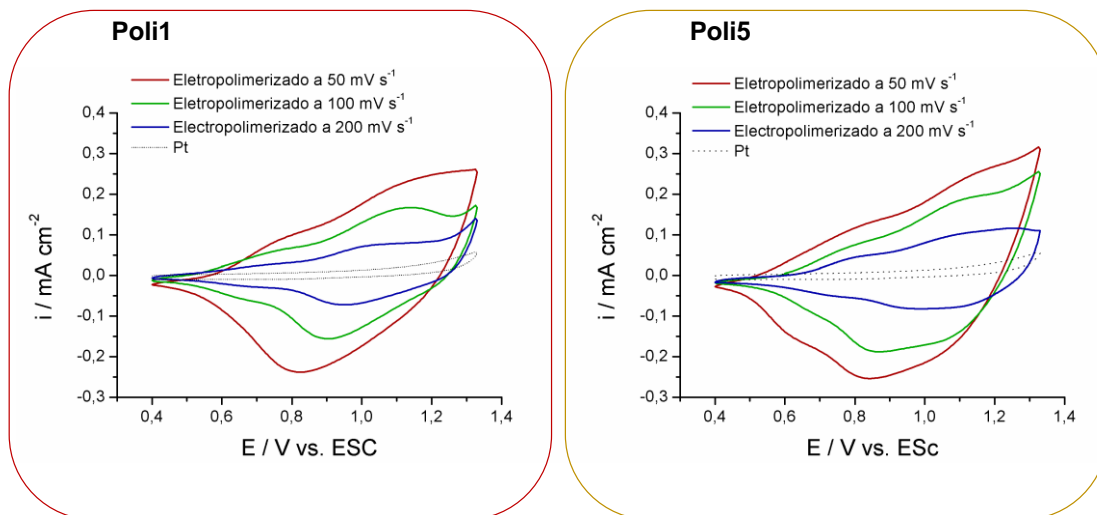 Poli1
Eletropolimerizado a 50 mV s⁻¹
Eletropolimerizado a 100 mV s⁻¹
Electropolimerizado a 200 mV s⁻¹
Pt
0,4
0,3
0,2
0,1
0,0
-0,1
-0,2
-0,3
i / mA cm⁻²
0,4 0,6 0,8 1,0 1,2 1,4
E / V vs. ESC
Poli5
Eletropolimerizado a 50 mV s⁻¹
Eletropolimerizado a 100 mV s⁻¹
Electropolimerizado a 200 mV s⁻¹
Pt
0,4
0,3
0,2
0,1
0,0
-0,1
-0,2
-0,3
i / mA cm⁻²
0,4 0,6 0,8 1,0 1,2 1,4
E / V vs. ESc